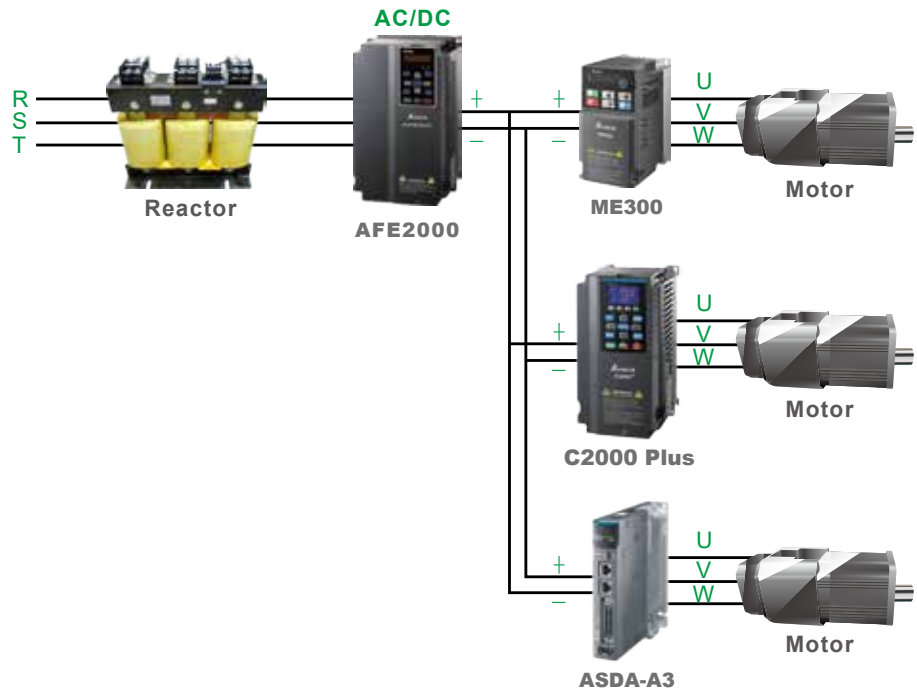 AC/DC
R
S
T
+
−
Reactor
AFE2000
+
−
ME300
U
V
W
Motor
+
−
C2000 Plus
U
V
W
Motor
+
−
ASDA-A3
U
V
W
Motor